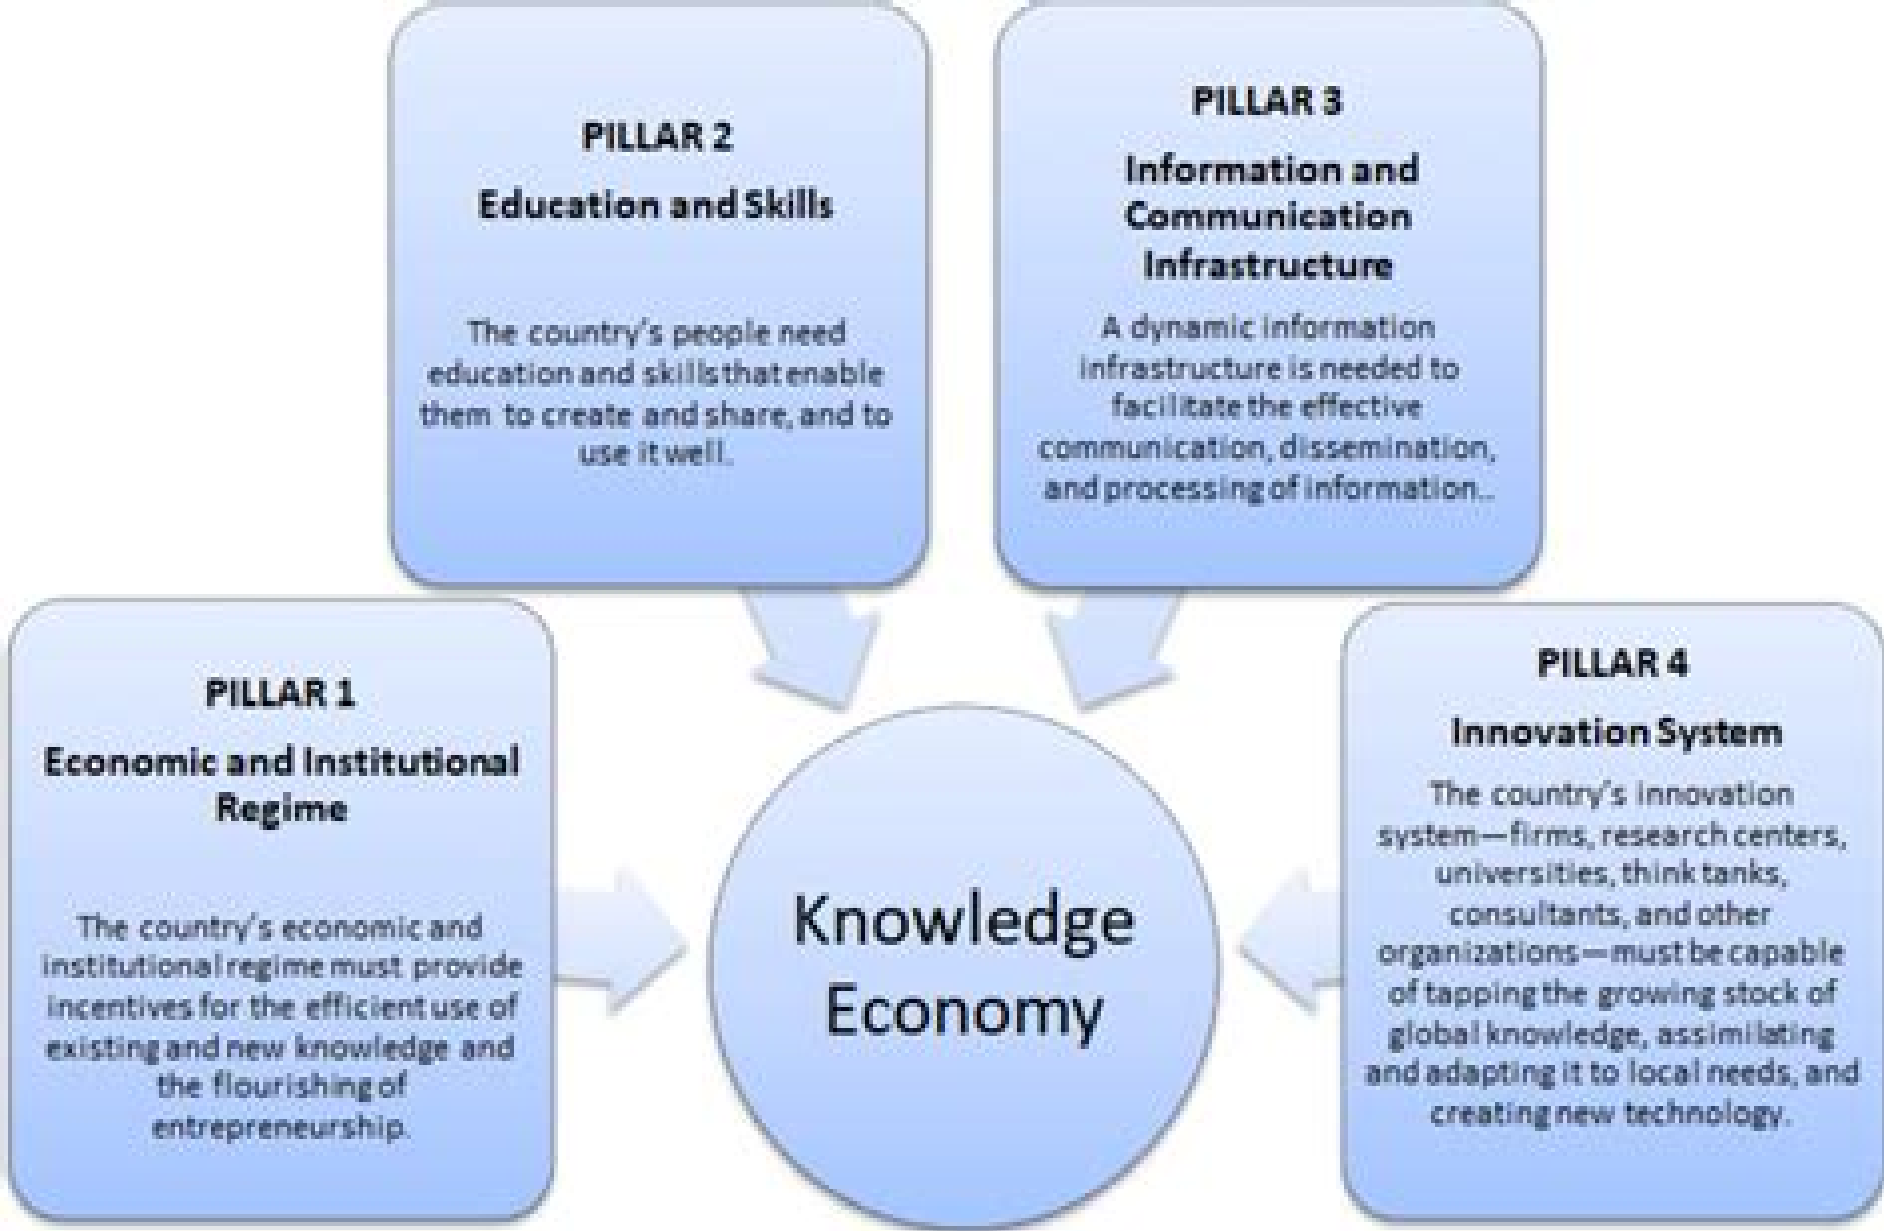 PILLAR 2
Education and Skills
The country's people need
education and skills that enable
them to create and share, and to
use it well.
PILLAR 3
Information and
Communication
Infrastructure
A dynamic information
infrastructure is needed to
facilitate the effective
communication, dissemination,
and processing of information..
PILLAR 1
Economic and Institutional
Regime
The country's economic and
institutional regime must provide
incentives for the efficient use of
existing and new knowledge and
the flourishing of
entrepreneurship.
Knowledge
Economy
PILLAR 4
Innovation System
The country's innovation
system—firms, research centers,
universities, think tanks,
consultants, and other
organizations—must be capable
of tapping the growing stock of
global knowledge, assimilating
and adapting it to local needs, and
creating new technology.